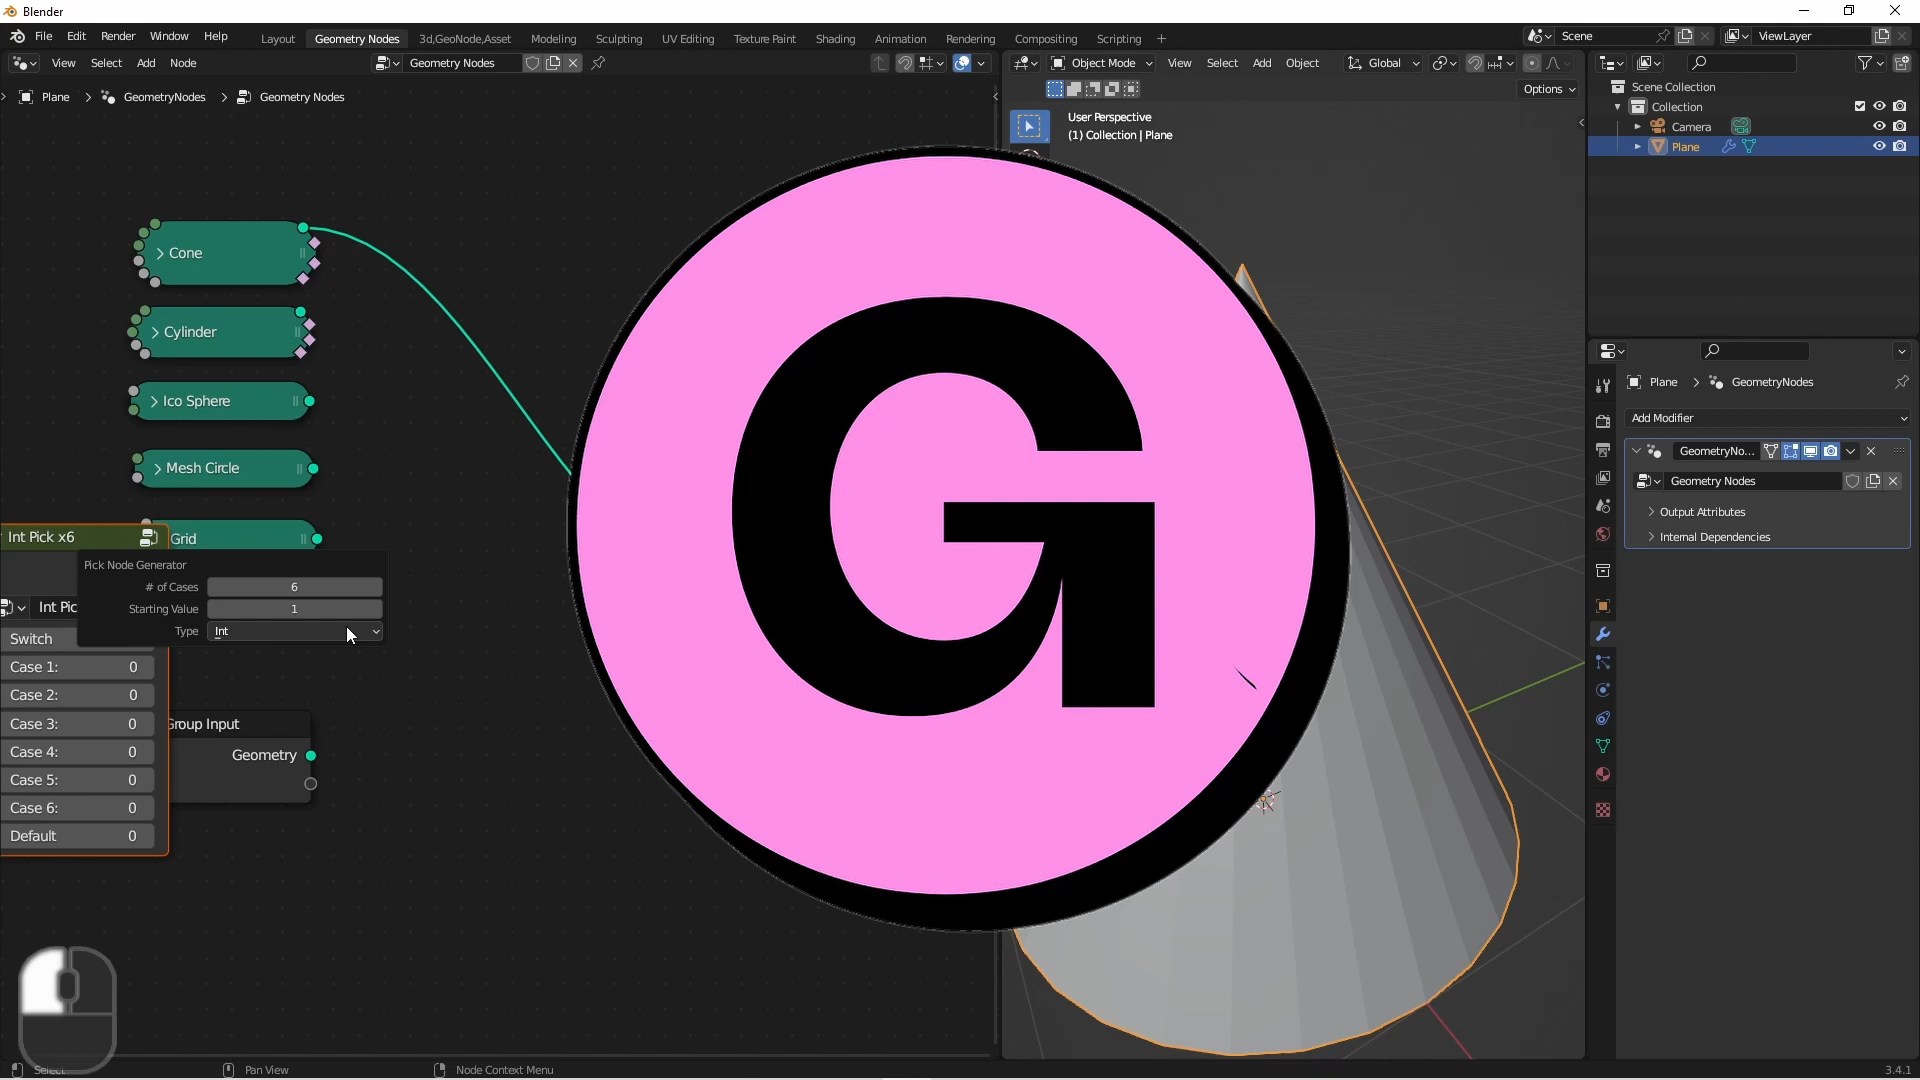 Blender
File Edit Render Window Help
Layout Geometry Nodes 3d,GeoNode,Asset Modeling Sculpting UV Editing Texture Paint Shading Animation Rendering Compositing Scripting +
Scene
ViewLayer
View Select Add Node
Geometry Nodes
Object Mode View Select Add Object Global
Options
Plane > GeometryNodes > Geometry Nodes
User Perspective
(1) Collection | Plane
Scene Collection
Collection
Camera
Plane
Cone
Cylinder
Ico Sphere
Mesh Circle
Grid
Int Pick x6
Pick Node Generator
# of Cases 6
Starting Value 1
Type Int
Int Pic
Switch
Case 1: 0
Case 2: 0
Case 3: 0
Case 4: 0
Case 5: 0
Case 6: 0
Default 0
Group Input
Geometry
G
Plane > GeometryNodes
Add Modifier
GeometryNo...
Geometry Nodes
Output Attributes
Internal Dependencies
Select
Pan View
Node Context Menu
3.4.1